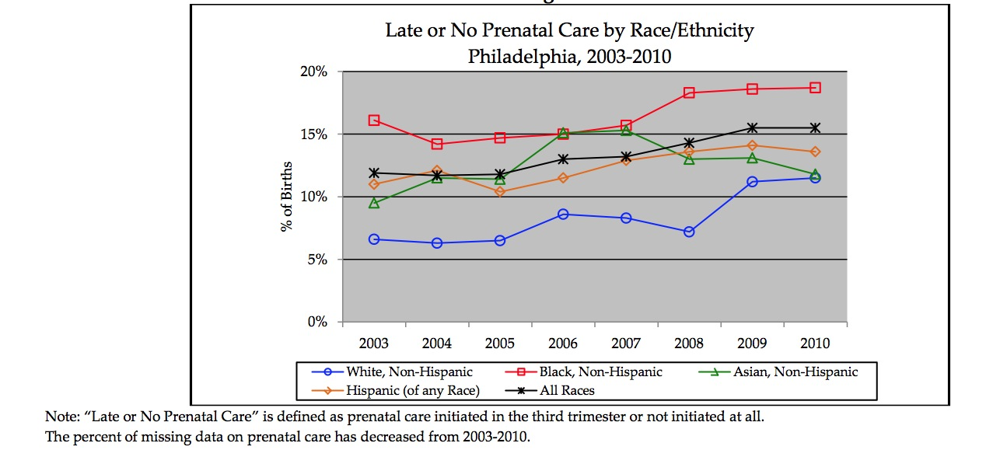 Late or No Prenatal Care by Race/Ethnicity
Philadelphia, 2003-2010
20%
15%
10%
5%
0%
% of Births
2003 2004 2005 2006 2007 2008 2009 2010
White, Non-Hispanic Black, Non-Hispanic Asian, Non-Hispanic
Hispanic (of any Race) All Races
Note: “Late or No Prenatal Care” is defined as prenatal care initiated in the third trimester or not initiated at all.
The percent of missing data on prenatal care has decreased from 2003-2010.